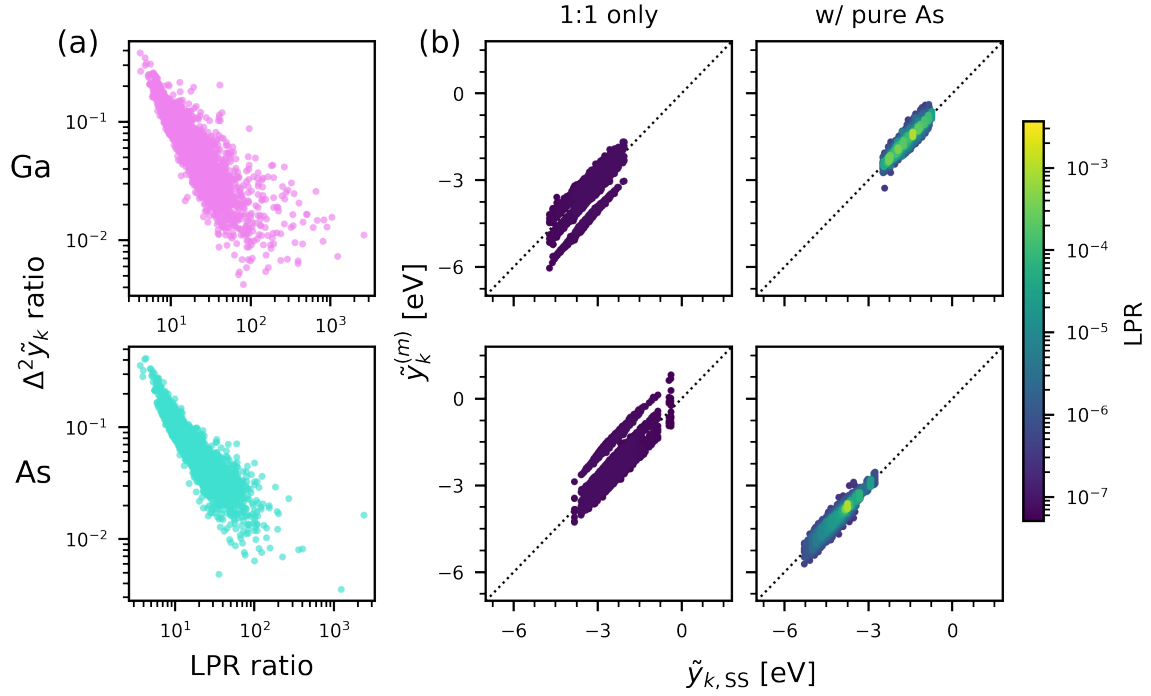 1:1 only
w/ pure As
(a)
(b)
Ga
As
Δ²ỹₖ ratio
10⁻¹
10⁻²
10¹
10²
10³
10⁻¹
10⁻²
10¹
10²
10³
LPR ratio
ỹₖ⁽ᵐ⁾ [eV]
0
−3
−6
0
−3
−6
−6
−3
0
−6
−3
0
ỹₖ,SS [eV]
10⁻³
10⁻⁴
10⁻⁵
10⁻⁶
10⁻⁷
LPR